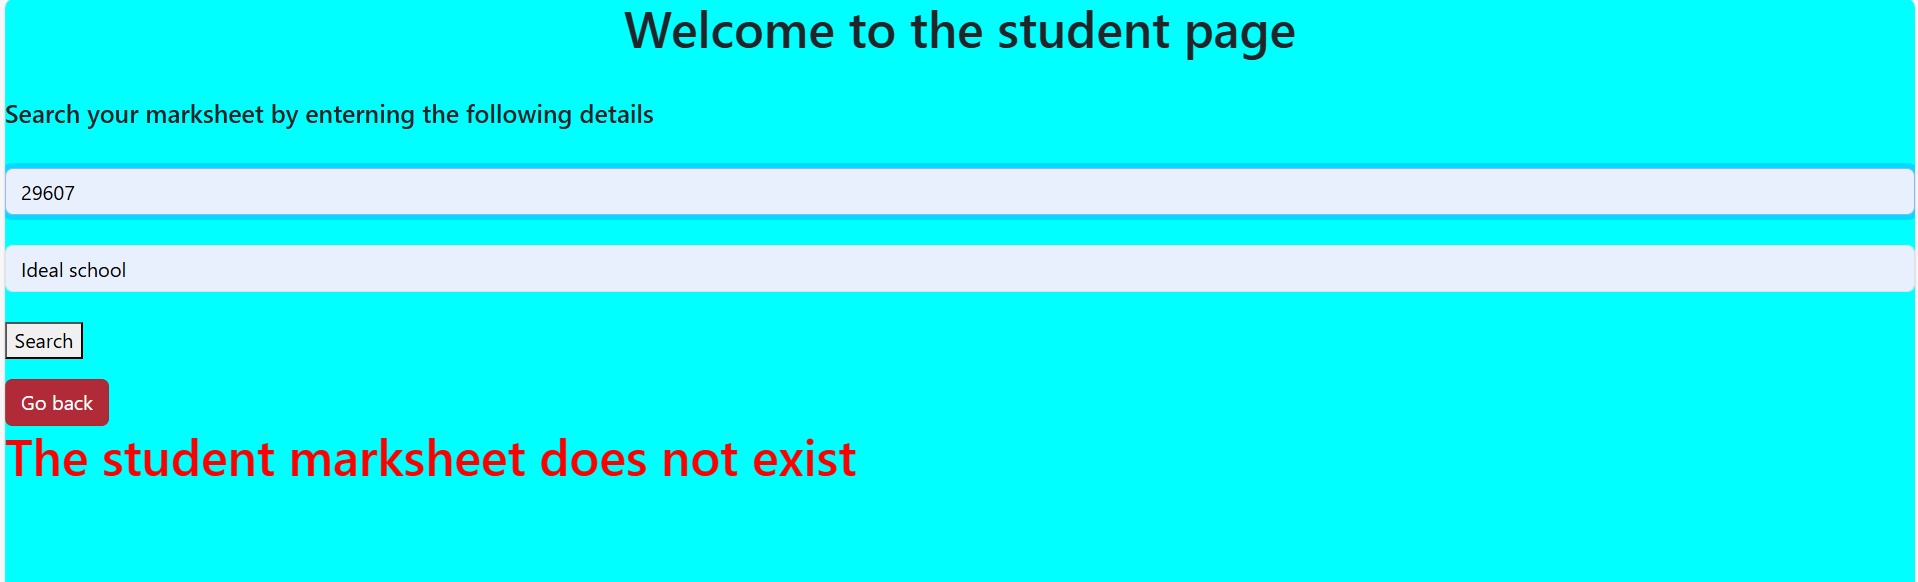 Welcome to the student page
Search your marksheet by enterning the following details
29607
Ideal school
Search
Go back
The student marksheet does not exist